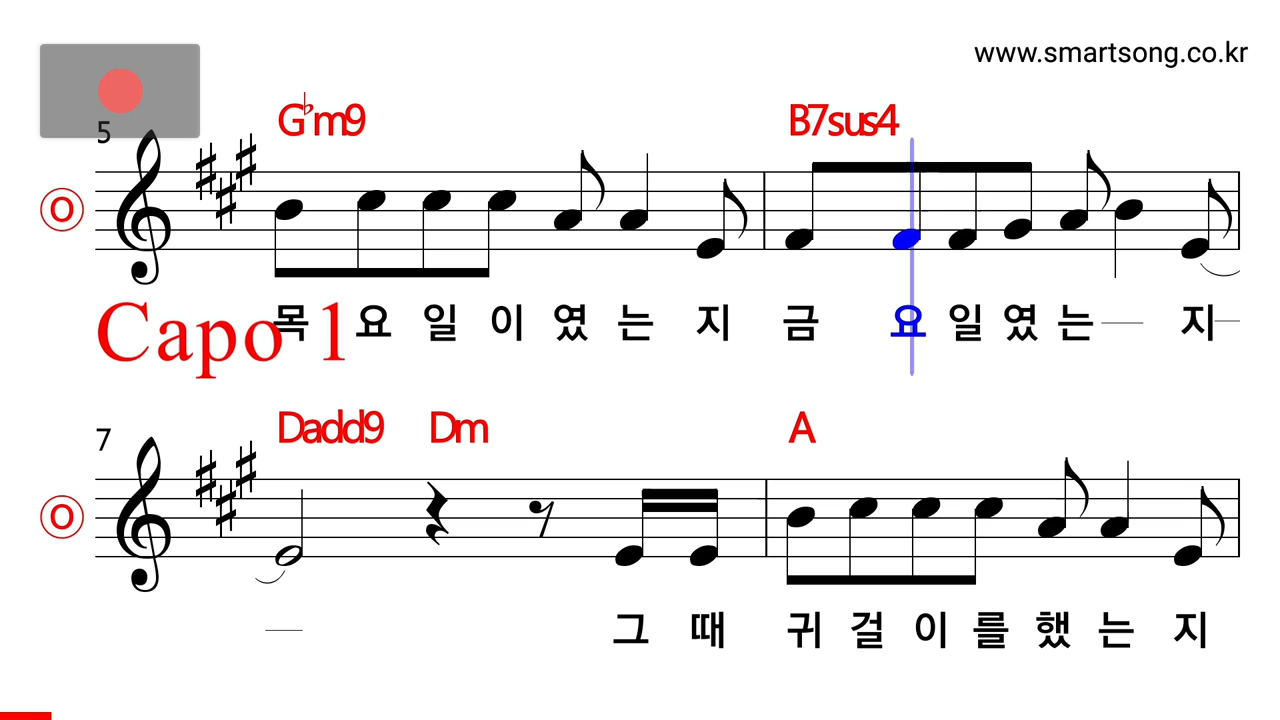 www.smartsong.co.kr
5
G♭m9 B7sus4
O
Capo 1
목 요 일 이 였 는 지 금 요 일 였 는 지
7
Dadd9 Dm A
O
그 때 귀 걸 이 를 했 는 지